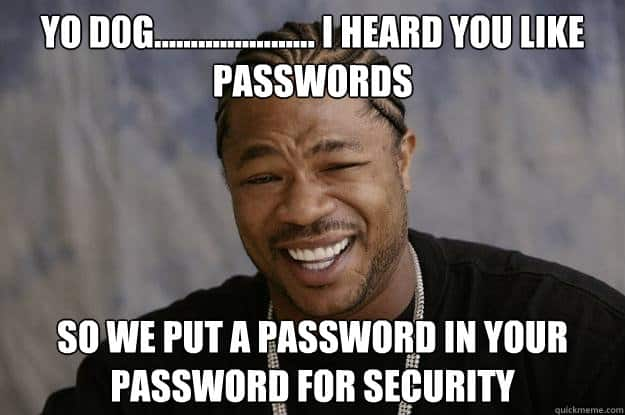 YO DOG...................... I HEARD YOU LIKE
PASSWORDS
SO WE PUT A PASSWORD IN YOUR
PASSWORD FOR SECURITY
quickmeme.com